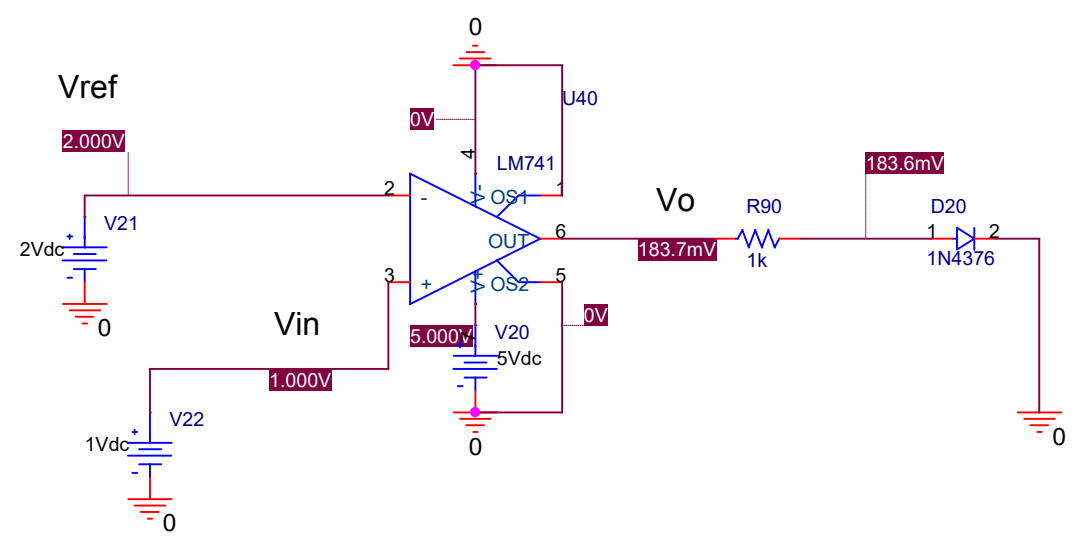 0
Vref
U40
0V
2.000V
4
LM741
183.6mV
2
V-
OS1
1
-
Vo
R90
D20
V21
OUT
6
1
2
+
2Vdc
183.7mV
1k
1N4376
-
3
+
V+
OS2
5
0
Vin
0V
5.000V
V20
+
5Vdc
1.000V
-
V22
0
0
+
1Vdc
-
0